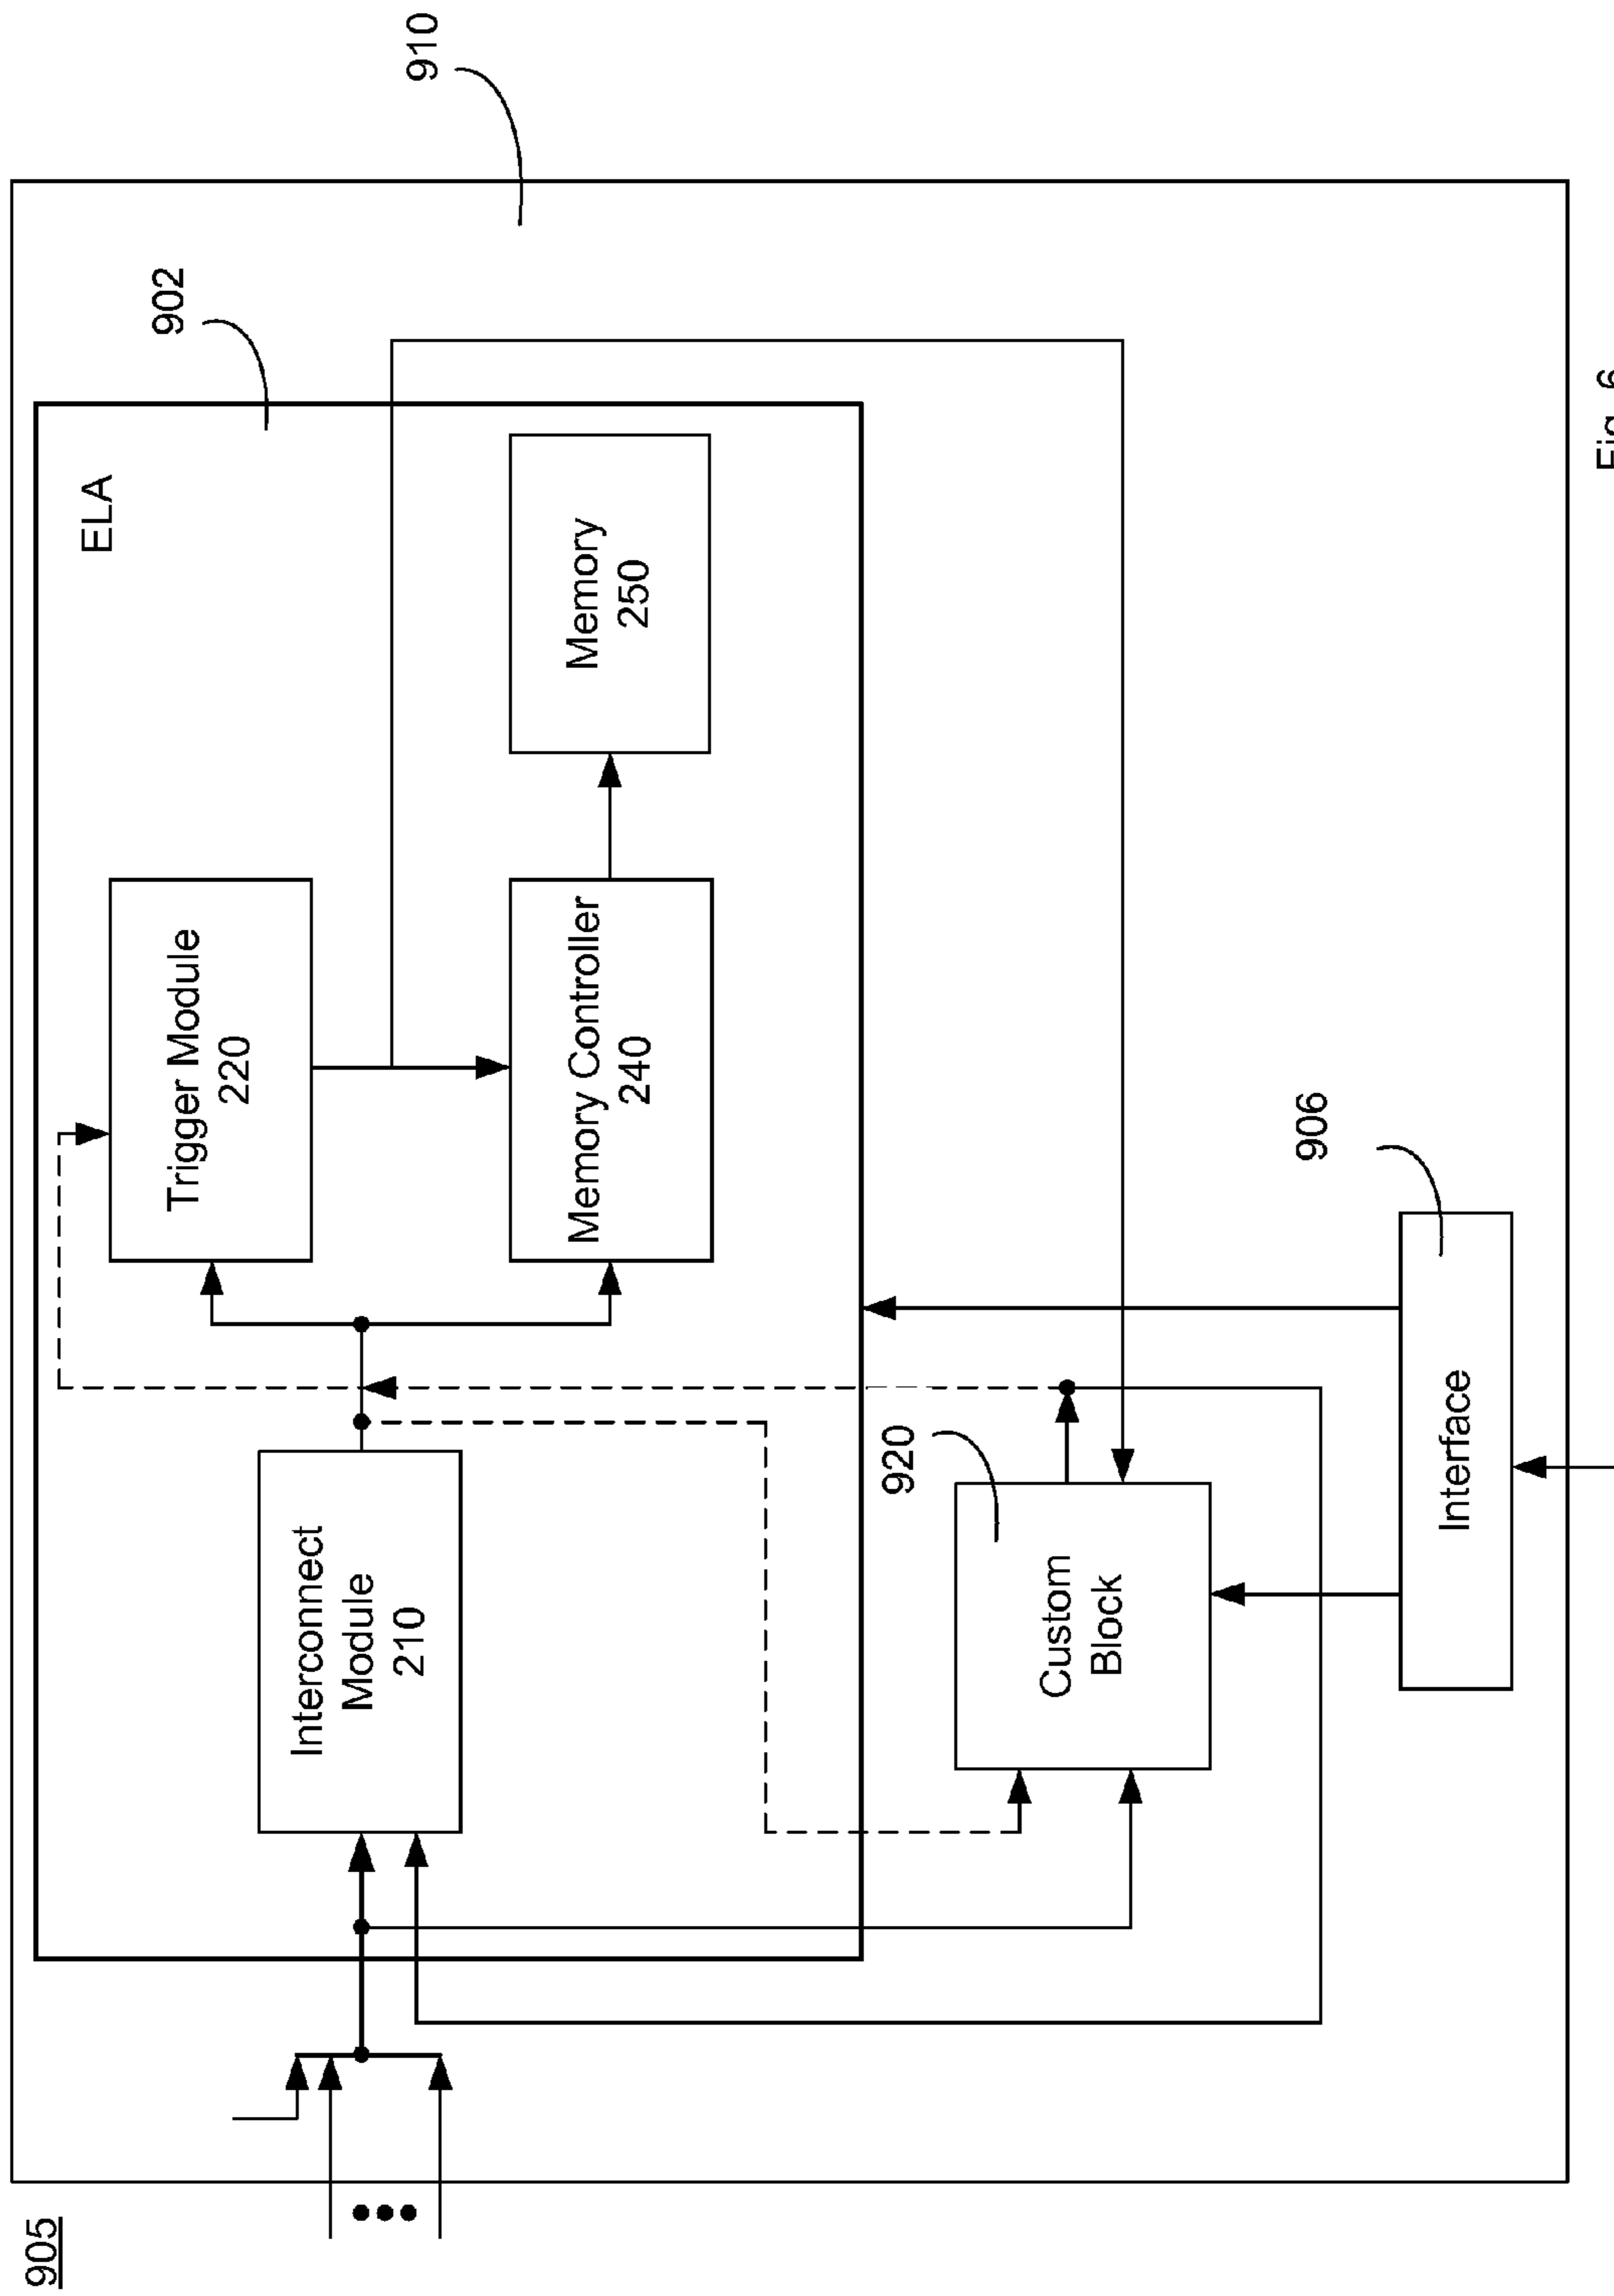 905
910
902
ELA
Trigger Module
220
Interconnect
Module
210
Memory Controller
240
Memory
250
920
Custom
Block
906
Interface
Fig. 6